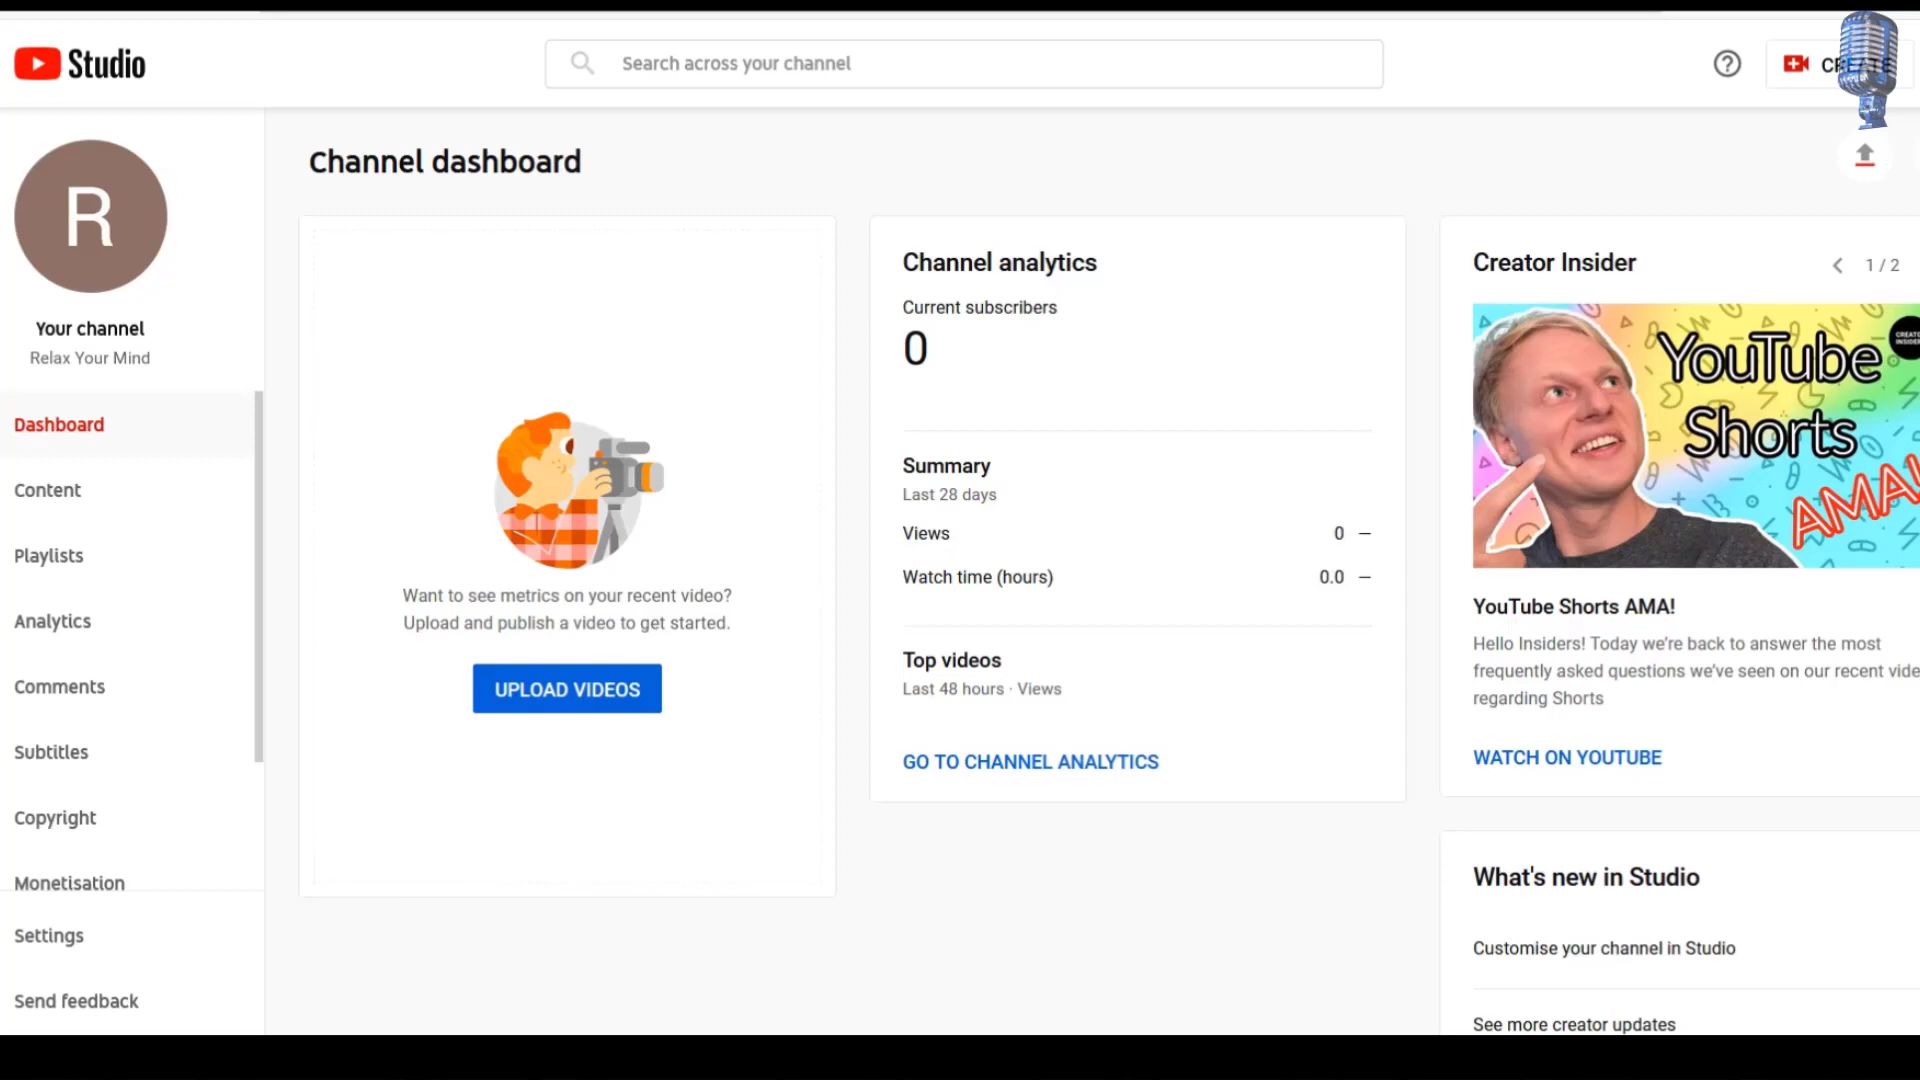 Studio
Search across your channel
CREATE
R
Your channel
Relax Your Mind
Dashboard
Content
Playlists
Analytics
Comments
Subtitles
Copyright
Monetisation
Settings
Send feedback
Channel dashboard
Want to see metrics on your recent video?
Upload and publish a video to get started.
UPLOAD VIDEOS
Channel analytics
Current subscribers
0
Summary
Last 28 days
Views 0 —
Watch time (hours) 0.0 —
Top videos
Last 48 hours · Views
GO TO CHANNEL ANALYTICS
Creator Insider
1 / 2
YouTube
Shorts
AMA!
YouTube Shorts AMA!
Hello Insiders! Today we're back to answer the most
frequently asked questions we've seen on our recent vide
regarding Shorts
WATCH ON YOUTUBE
What's new in Studio
Customise your channel in Studio
See more creator updates